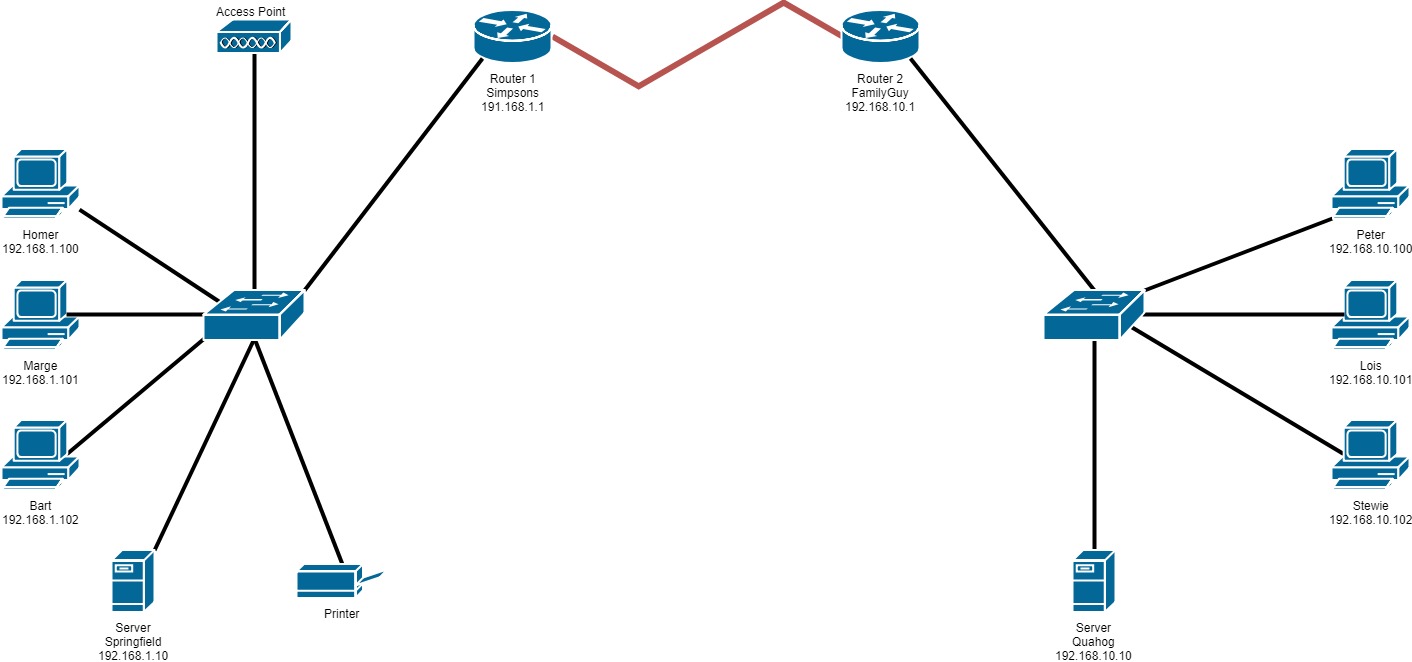 Access Point
Router 1
Simpsons
191.168.1.1
Router 2
FamilyGuy
192.168.10.1
Homer
192.168.1.100
Peter
192.168.10.100
Marge
192.168.1.101
Lois
192.168.10.101
Bart
192.168.1.102
Stewie
192.168.10.102
Server
Springfield
192.168.1.10
Printer
Server
Quahog
192.168.10.10